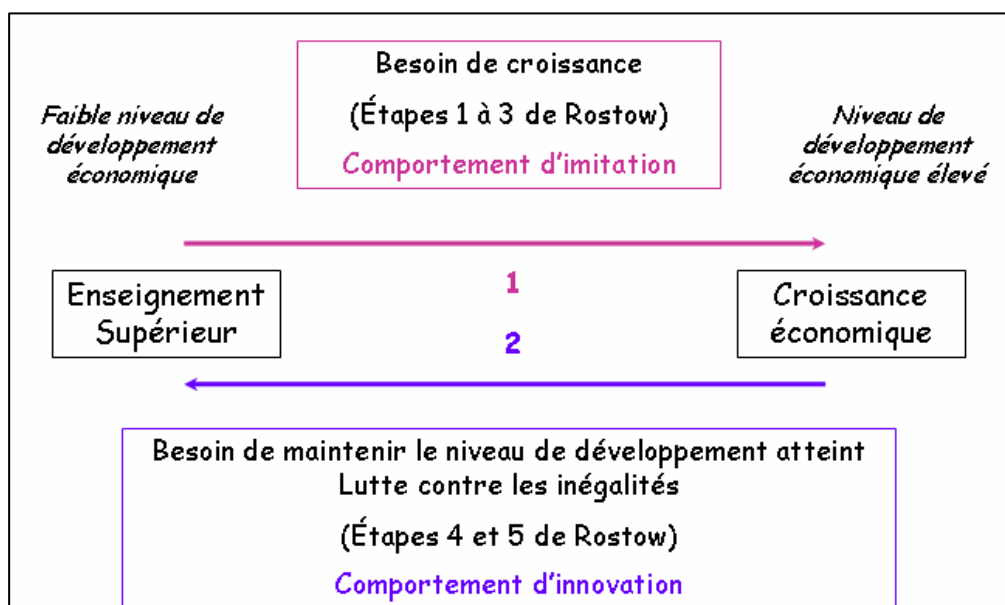 Besoin de croissance
(Étapes 1 à 3 de Rostow)
Comportement d'imitation
Faible niveau de
développement
économique
Niveau de
développement
économique élevé
1
Enseignement
Supérieur
Croissance
économique
2
Besoin de maintenir le niveau de développement atteint
Lutte contre les inégalités
(Étapes 4 et 5 de Rostow)
Comportement d'innovation